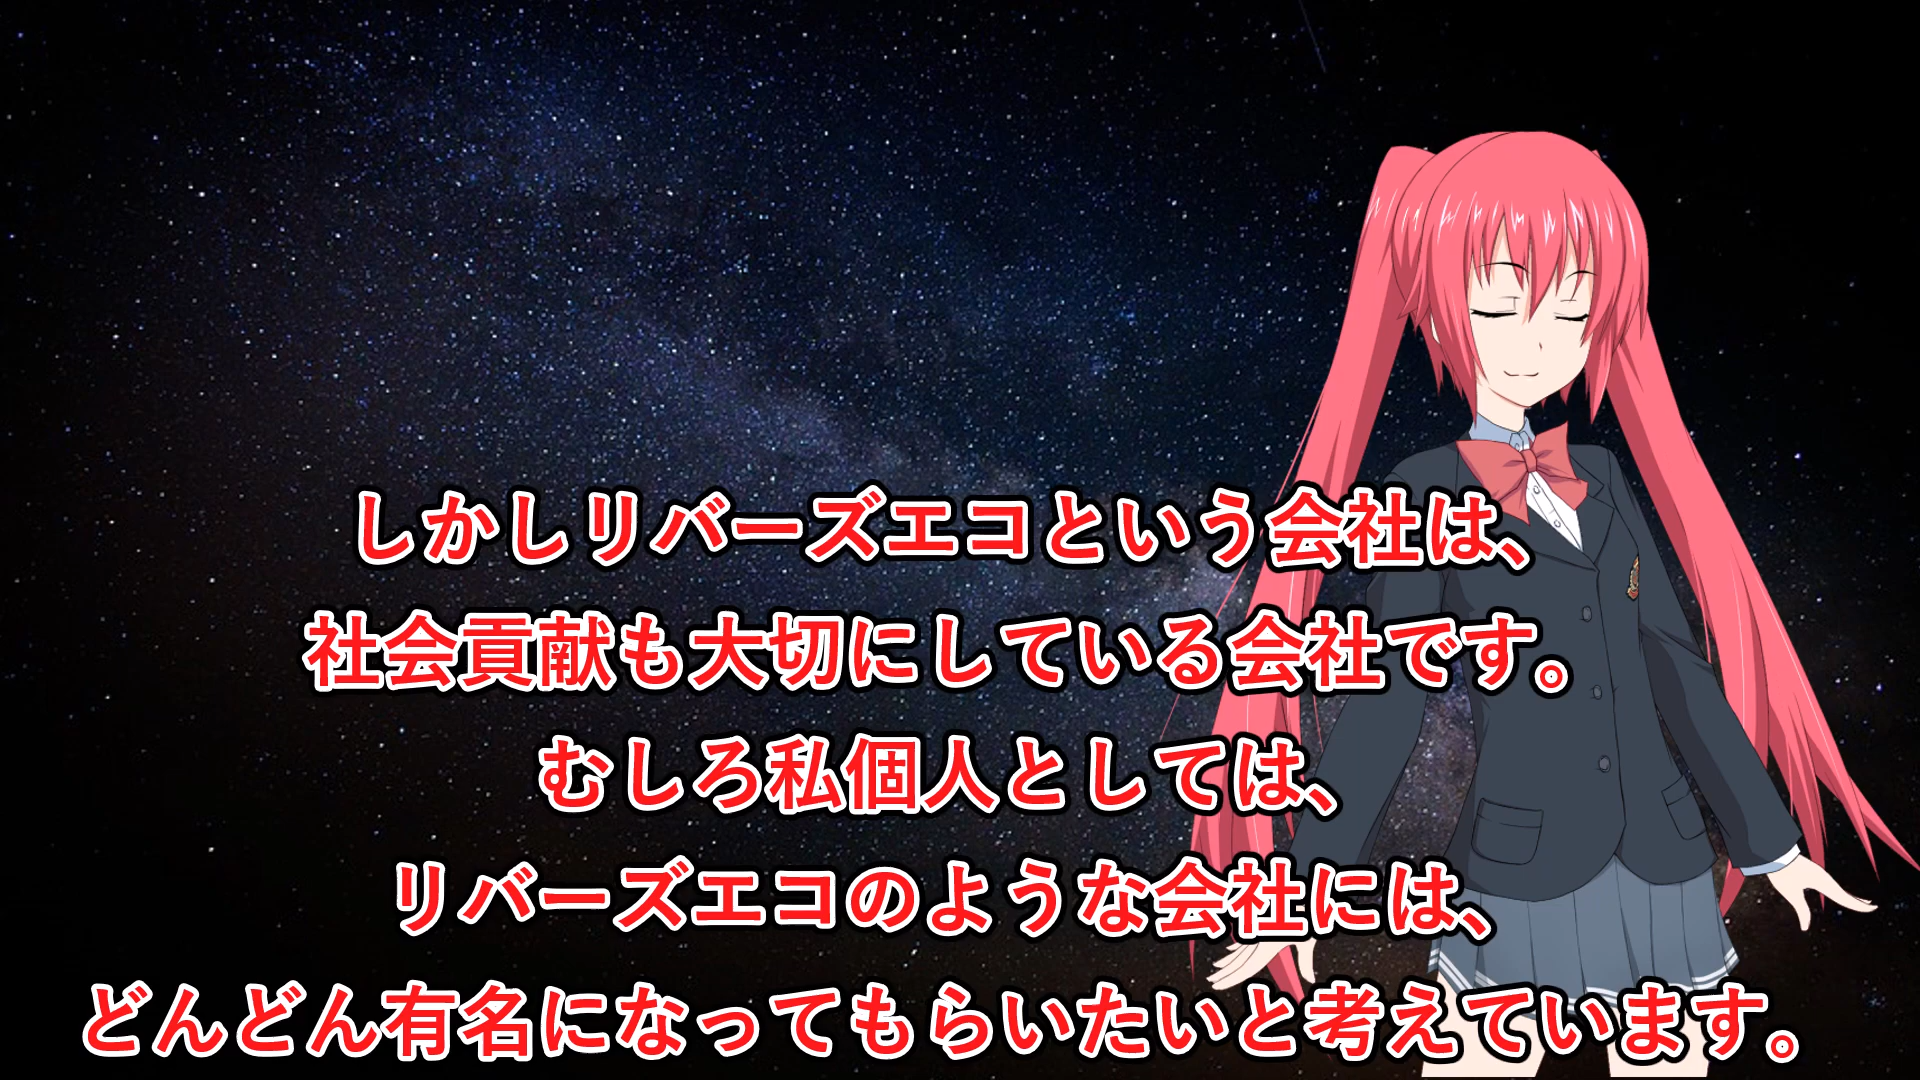 しかしリバーズエコという会社は、
社会貢献も大切にしている会社です。
むしろ私個人としては、
リバーズエコのような会社には、
どんどん有名になってもらいたいと考えています。